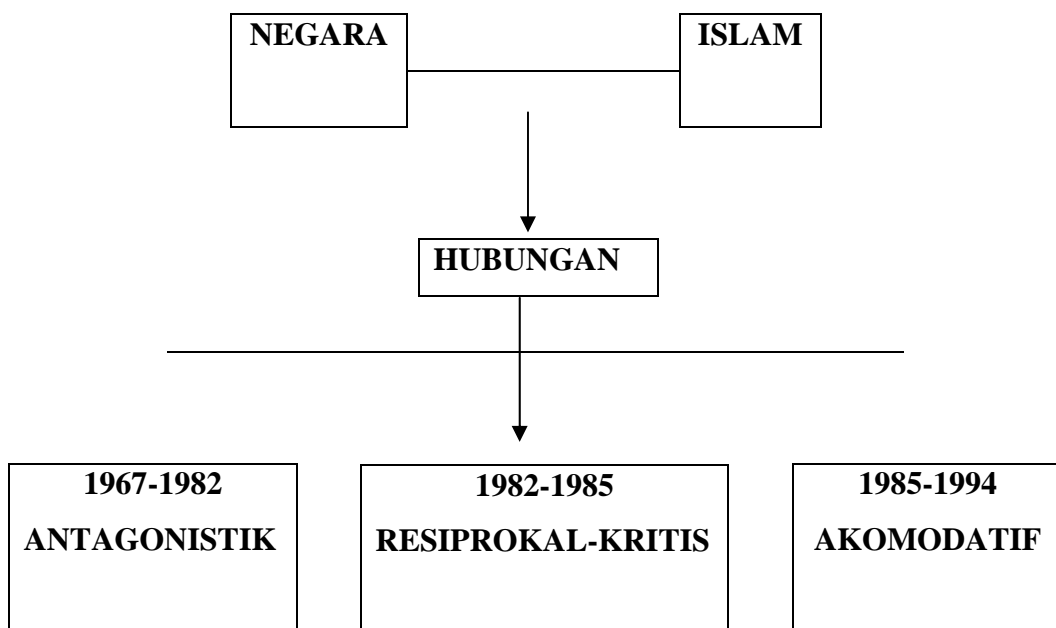 NEGARA
ISLAM
HUBUNGAN
1967-1982
ANTAGONISTIK
1982-1985
RESIPROKAL-KRITIS
1985-1994
AKOMODATIF